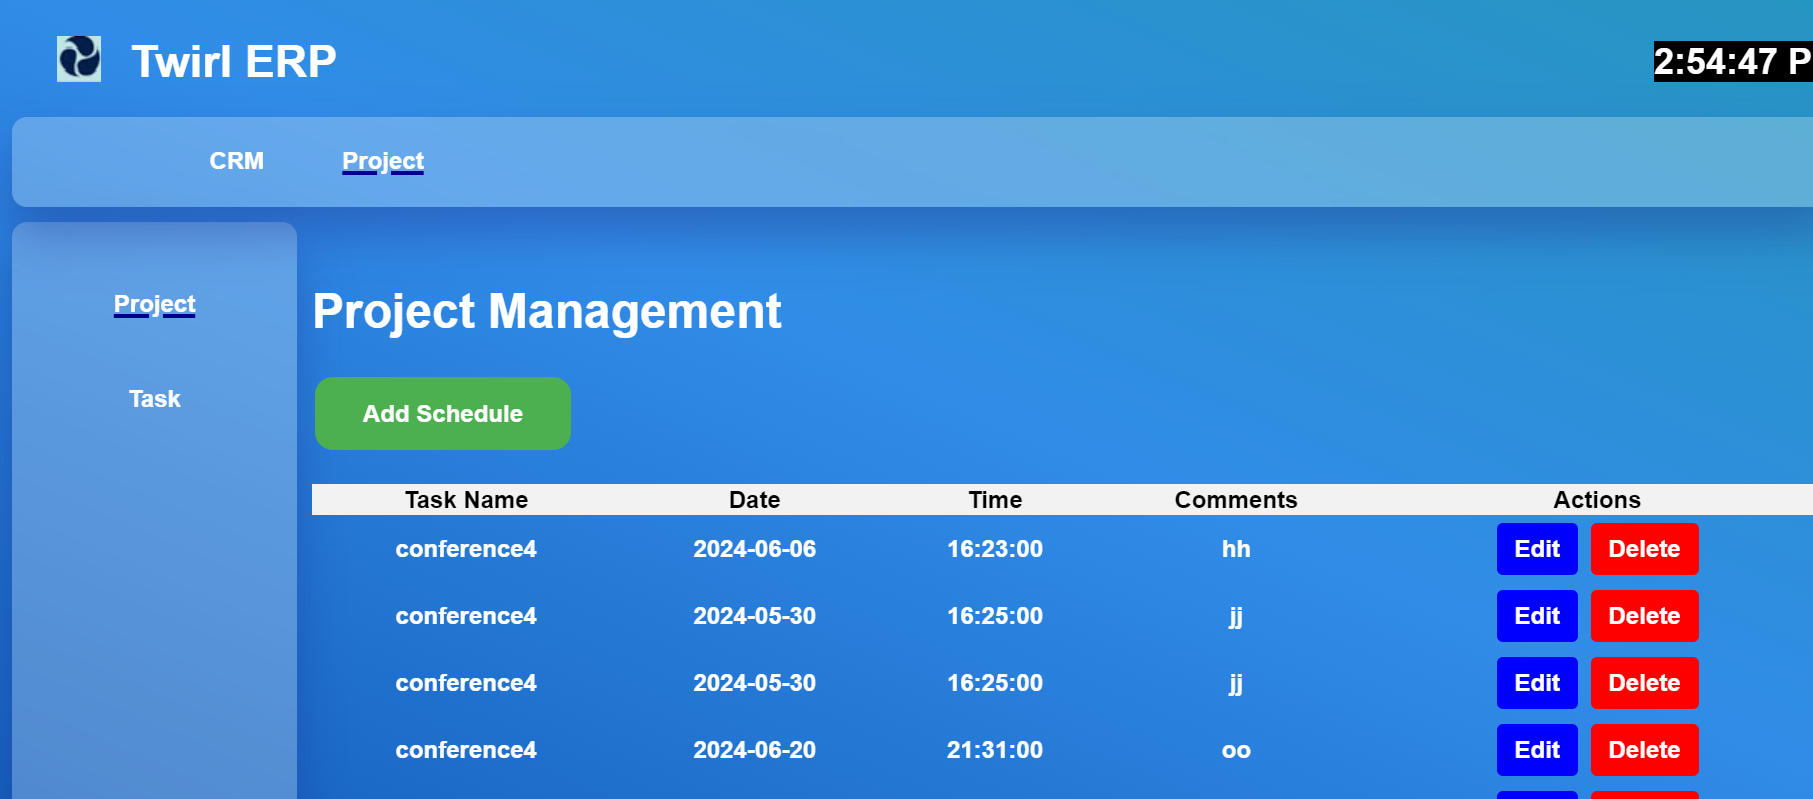 Twirl ERP
2:54:47 P
CRM Project
Project
Task
Project Management
Add Schedule
Task Name Date Time Comments Actions
conference4 2024-06-06 16:23:00 hh Edit Delete
conference4 2024-05-30 16:25:00 jj Edit Delete
conference4 2024-05-30 16:25:00 jj Edit Delete
conference4 2024-06-20 21:31:00 oo Edit Delete